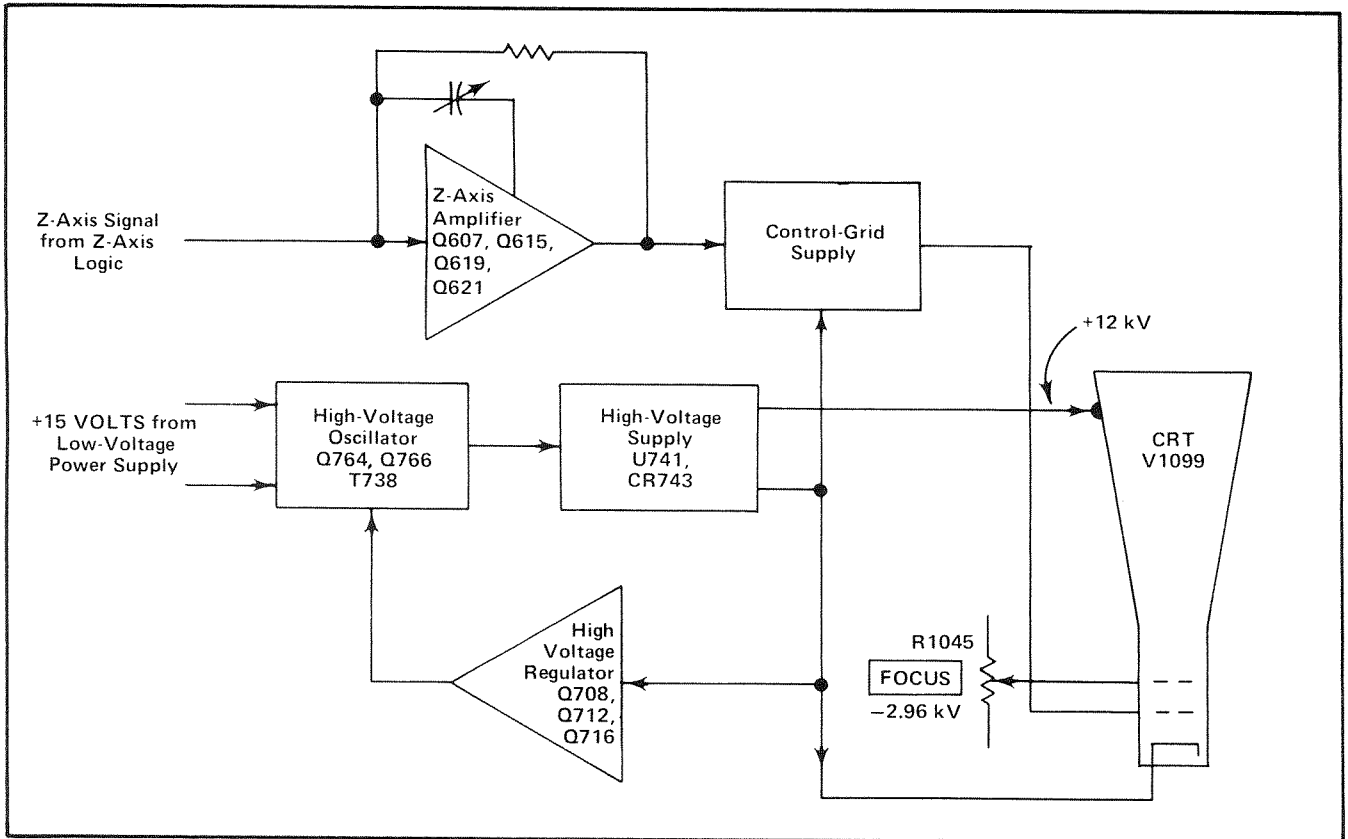 Z-Axis Signal
from Z-Axis
Logic
Z-Axis
Amplifier
Q607, Q615,
Q619,
Q621
Control-Grid
Supply
+12 kV
+15 VOLTS from
Low-Voltage
Power Supply
High-Voltage
Oscillator
Q764, Q766
T738
High-Voltage
Supply
U741,
CR743
CRT
V1099
High
Voltage
Regulator
Q708,
Q712,
Q716
R1045
FOCUS
−2.96 kV